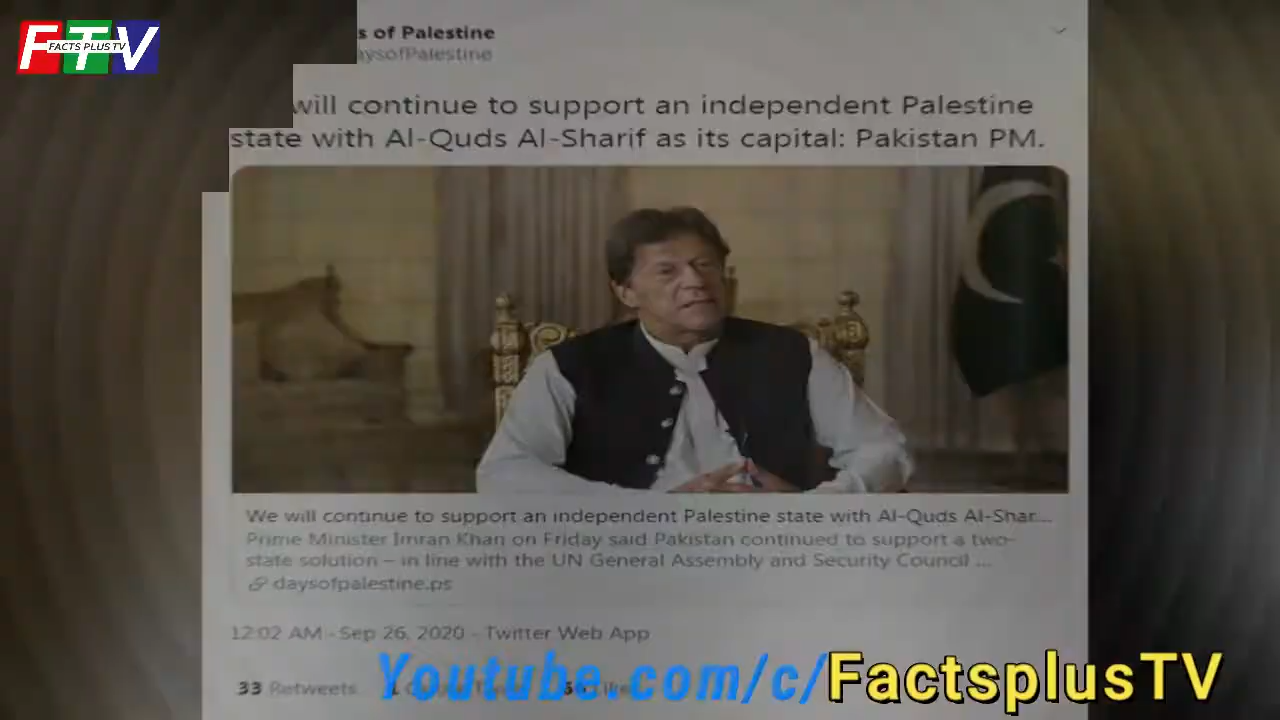 FTV
FACTS PLUS TV
s of Palestine
aysofPalestine
will continue to support an independent Palestine
state with Al-Quds Al-Sharif as its capital: Pakistan PM.
We will continue to support an independent Palestine state with Al-Quds Al-Shar...
Prime Minister Imran Khan on Friday said Pakistan continued to support a two-
state solution – in line with the UN General Assembly and Security Council ...
daysofpalestine.ps
12:02 AM - Sep 26, 2020 - Twitter Web App
33 Retweets
Youtube.com/c/FactsplusTV